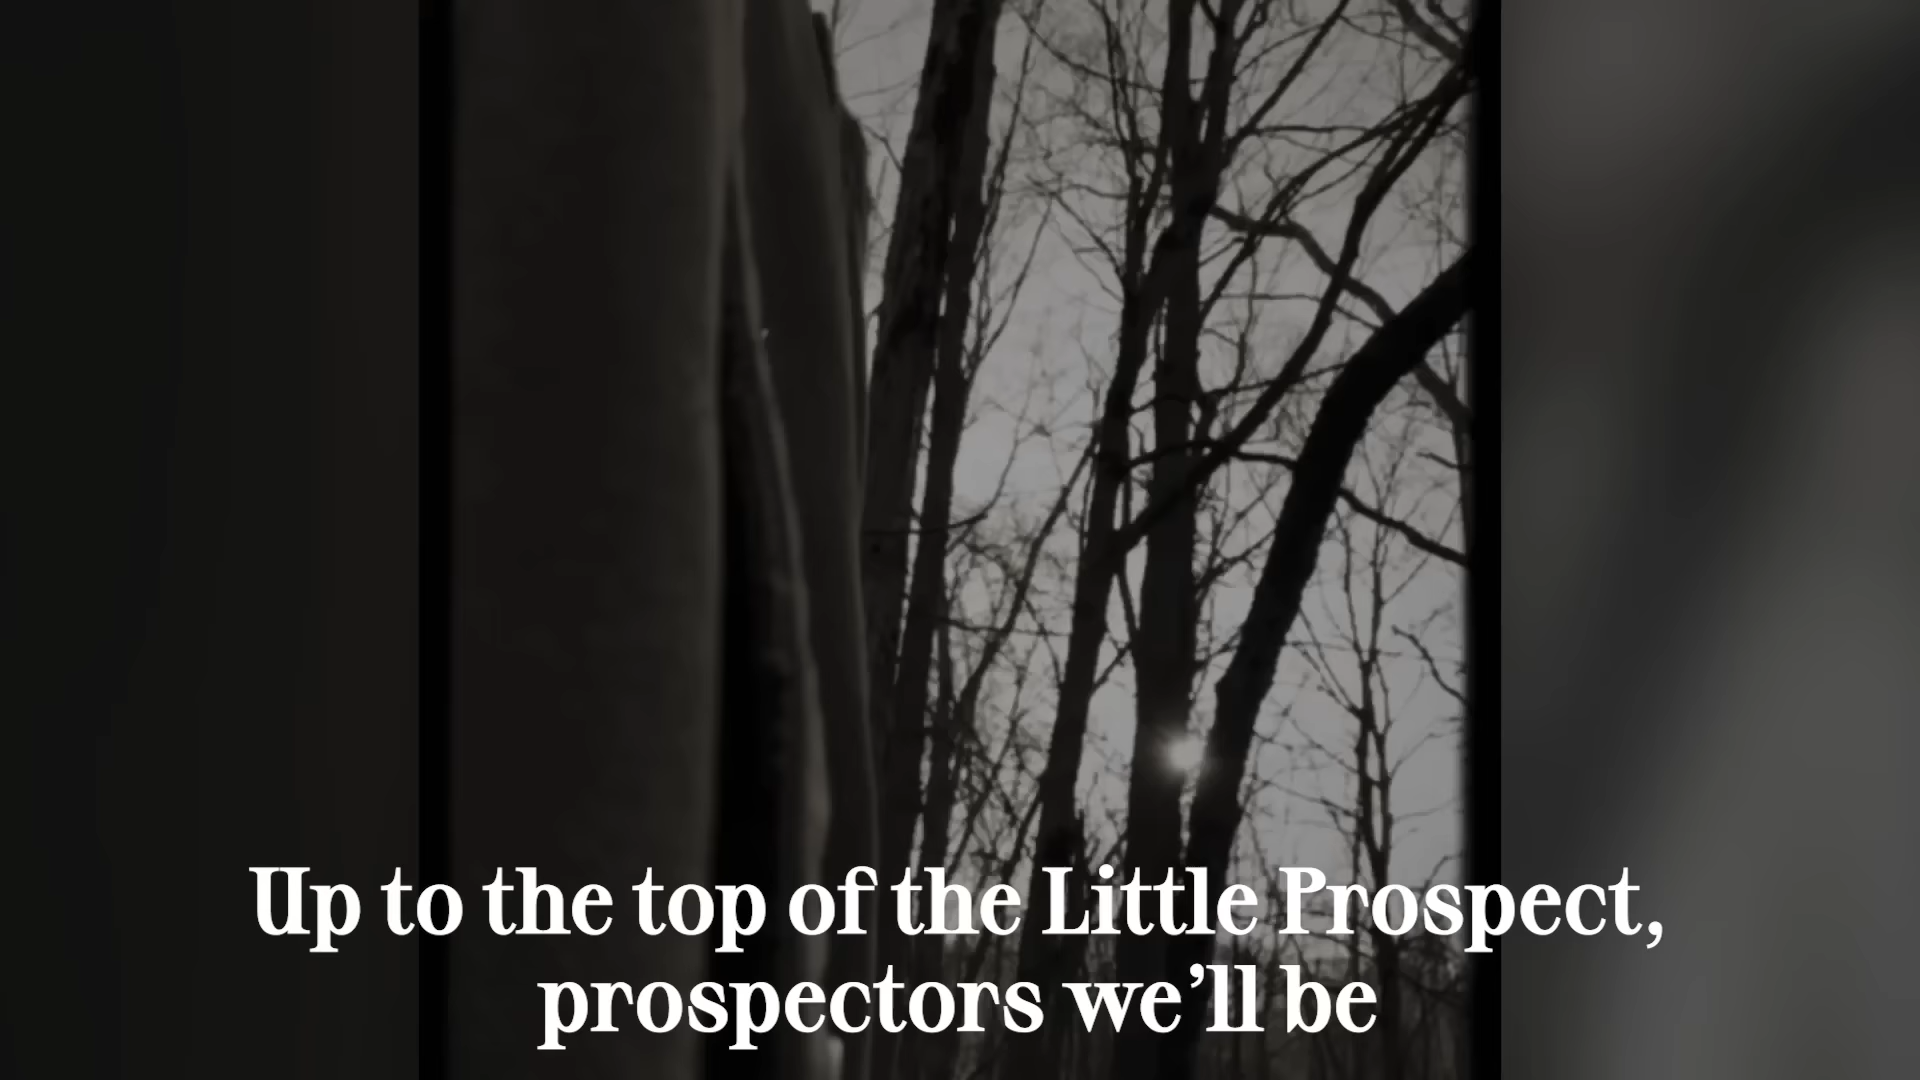 Up to the top of the Little Prospect,
prospectors we’ll be